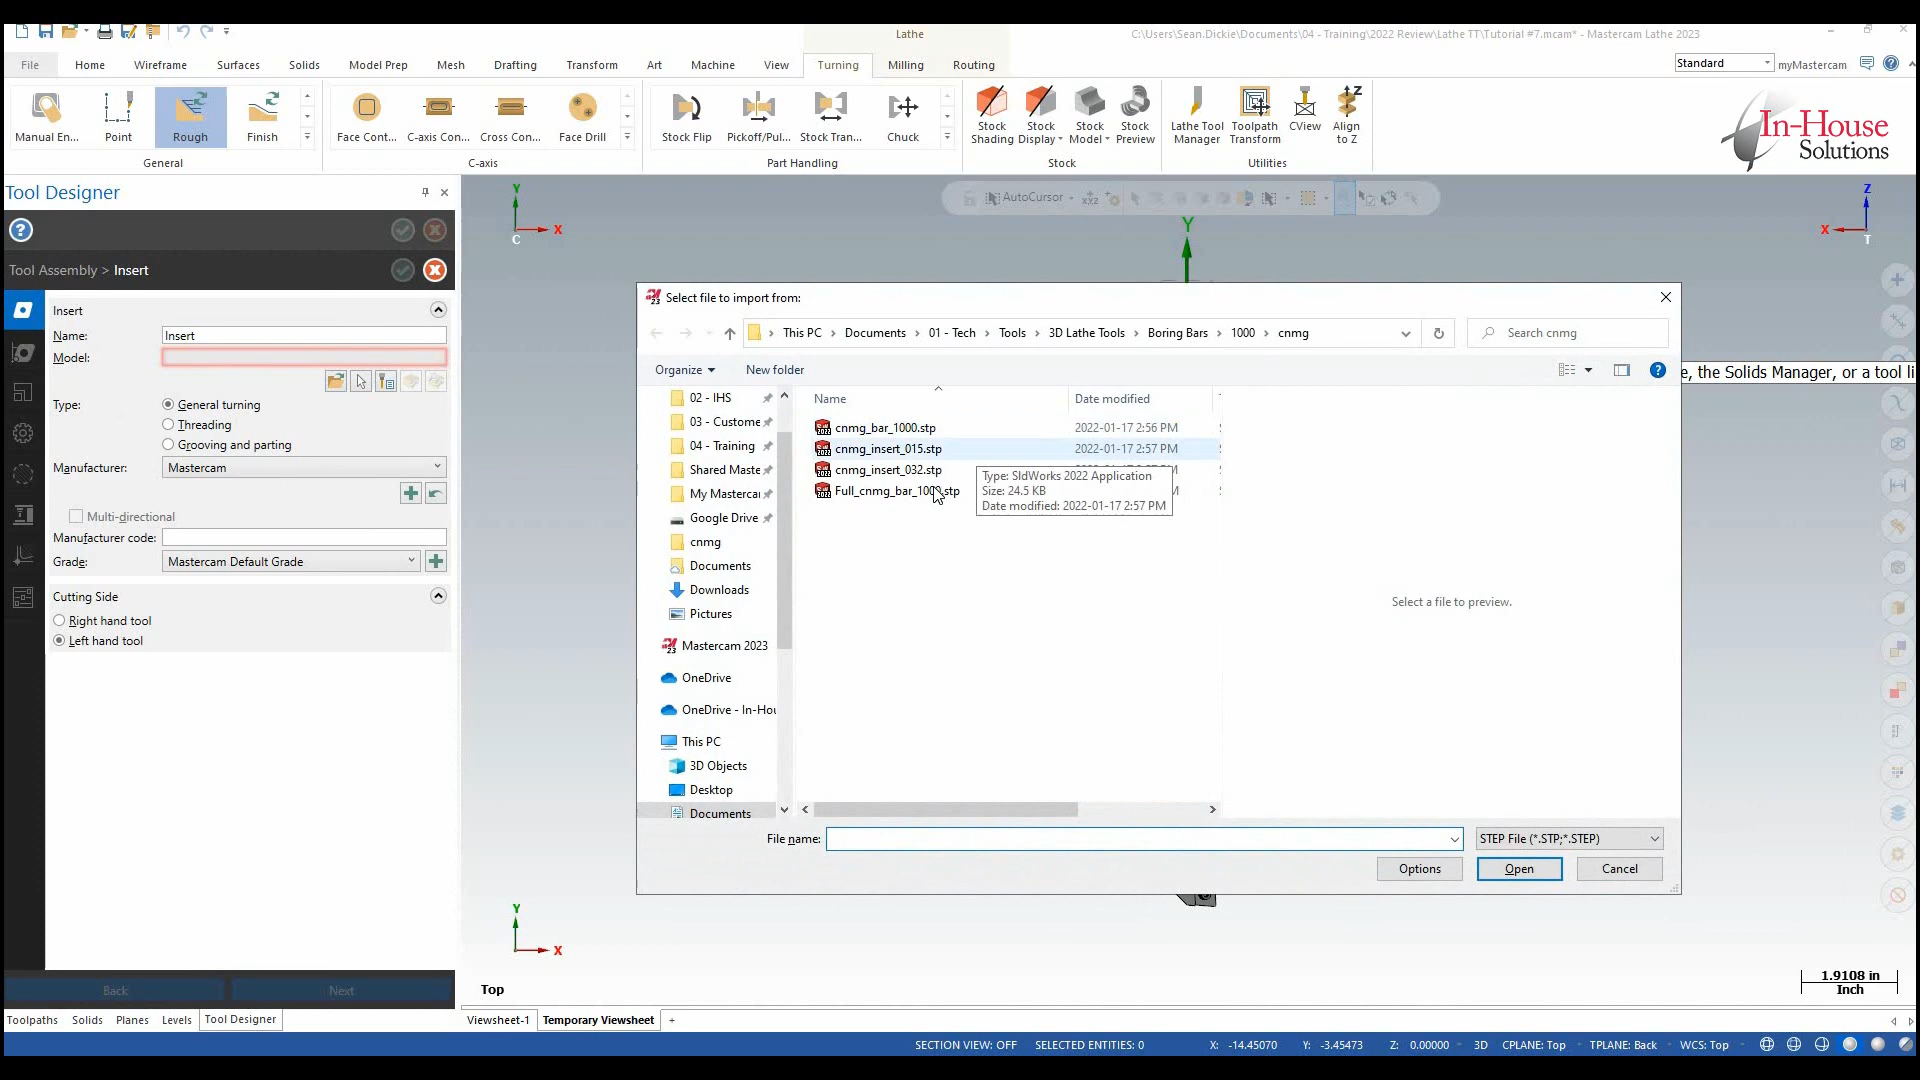 Lathe
C:\Users\Sean.Dickie\Documents\04 - Training\2022 Review\Lathe TT\Tutorial #7.mcam* - Mastercam Lathe 2023
File Home Wireframe Surfaces Solids Model Prep Mesh Drafting Transform Art Machine View Turning Milling Routing
Standard myMastercam
Manual En... Point Rough Finish
General
Face Cont... C-axis Con... Cross Con... Face Drill
C-axis
Stock Flip Pickoff/Pul... Stock Tran... Chuck
Part Handling
Stock Shading Stock Display Stock Model Stock Preview
Stock
Lathe Tool Manager Toolpath Transform CView Align to Z
Utilities
In-House
Solutions
Tool Designer
Tool Assembly > Insert
Insert
Name: Insert
Model:
Type: General turning
Threading
Grooving and parting
Manufacturer: Mastercam
Multi-directional
Manufacturer code:
Grade: Mastercam Default Grade
Cutting Side
Right hand tool
Left hand tool
Back Next
Toolpaths Solids Planes Levels Tool Designer
AutoCursor
Y
X
C
Y
Z
X
T
Select file to import from:
This PC > Documents > 01 - Tech > Tools > 3D Lathe Tools > Boring Bars > 1000 > cnmg
Search cnmg
Organize New folder
e, the Solids Manager, or a tool li
02 - IHS
03 - Custome
04 - Training
Shared Maste
My Masterca
Google Drive
cnmg
Documents
Downloads
Pictures
Mastercam 2023
OneDrive
OneDrive - In-Hou
This PC
3D Objects
Desktop
Documents
Name Date modified
cnmg_bar_1000.stp 2022-01-17 2:56 PM
cnmg_insert_015.stp 2022-01-17 2:57 PM
cnmg_insert_032.stp
Full_cnmg_bar_1000.stp
Type: SldWorks 2022 Application
Size: 24.5 KB
Date modified: 2022-01-17 2:57 PM
Select a file to preview.
File name:
STEP File (*.STP;*.STEP)
Options Open Cancel
Y
X
Top
1.9108 in
Inch
Viewsheet-1 Temporary Viewsheet +
SECTION VIEW: OFF SELECTED ENTITIES: 0 X: -14.45070 Y: -3.45473 Z: 0.00000 3D CPLANE: Top TPLANE: Back WCS: Top